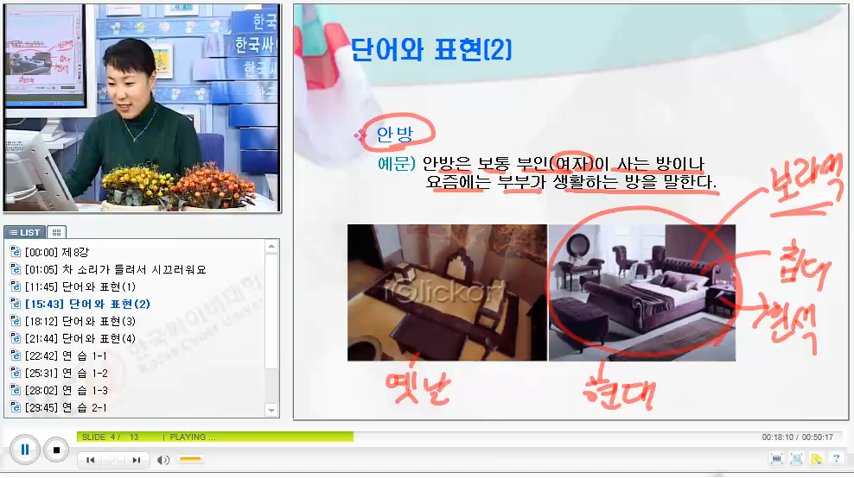 한국
한국싸이
단어와 표현(2)
안방
예문) 안방은 보통 부인(여자)이 사는 방이나
요즘에는 부부가 생활하는 방을 말한다.
보라색
침대
흰색
옛날
현대
LIST
[00:00] 제8강
[01:05] 차 소리가 들려서 시끄러워요
[11:45] 단어와 표현(1)
[15:43] 단어와 표현(2)
[18:12] 단어와 표현(3)
[21:44] 단어와 표현(4)
[22:42] 연 습 1-1
[25:31] 연 습 1-2
[28:02] 연 습 1-3
[29:45] 연 습 2-1
SLIDE 4 / 13 | PLAYING ...
00:18:10 / 00:50:17